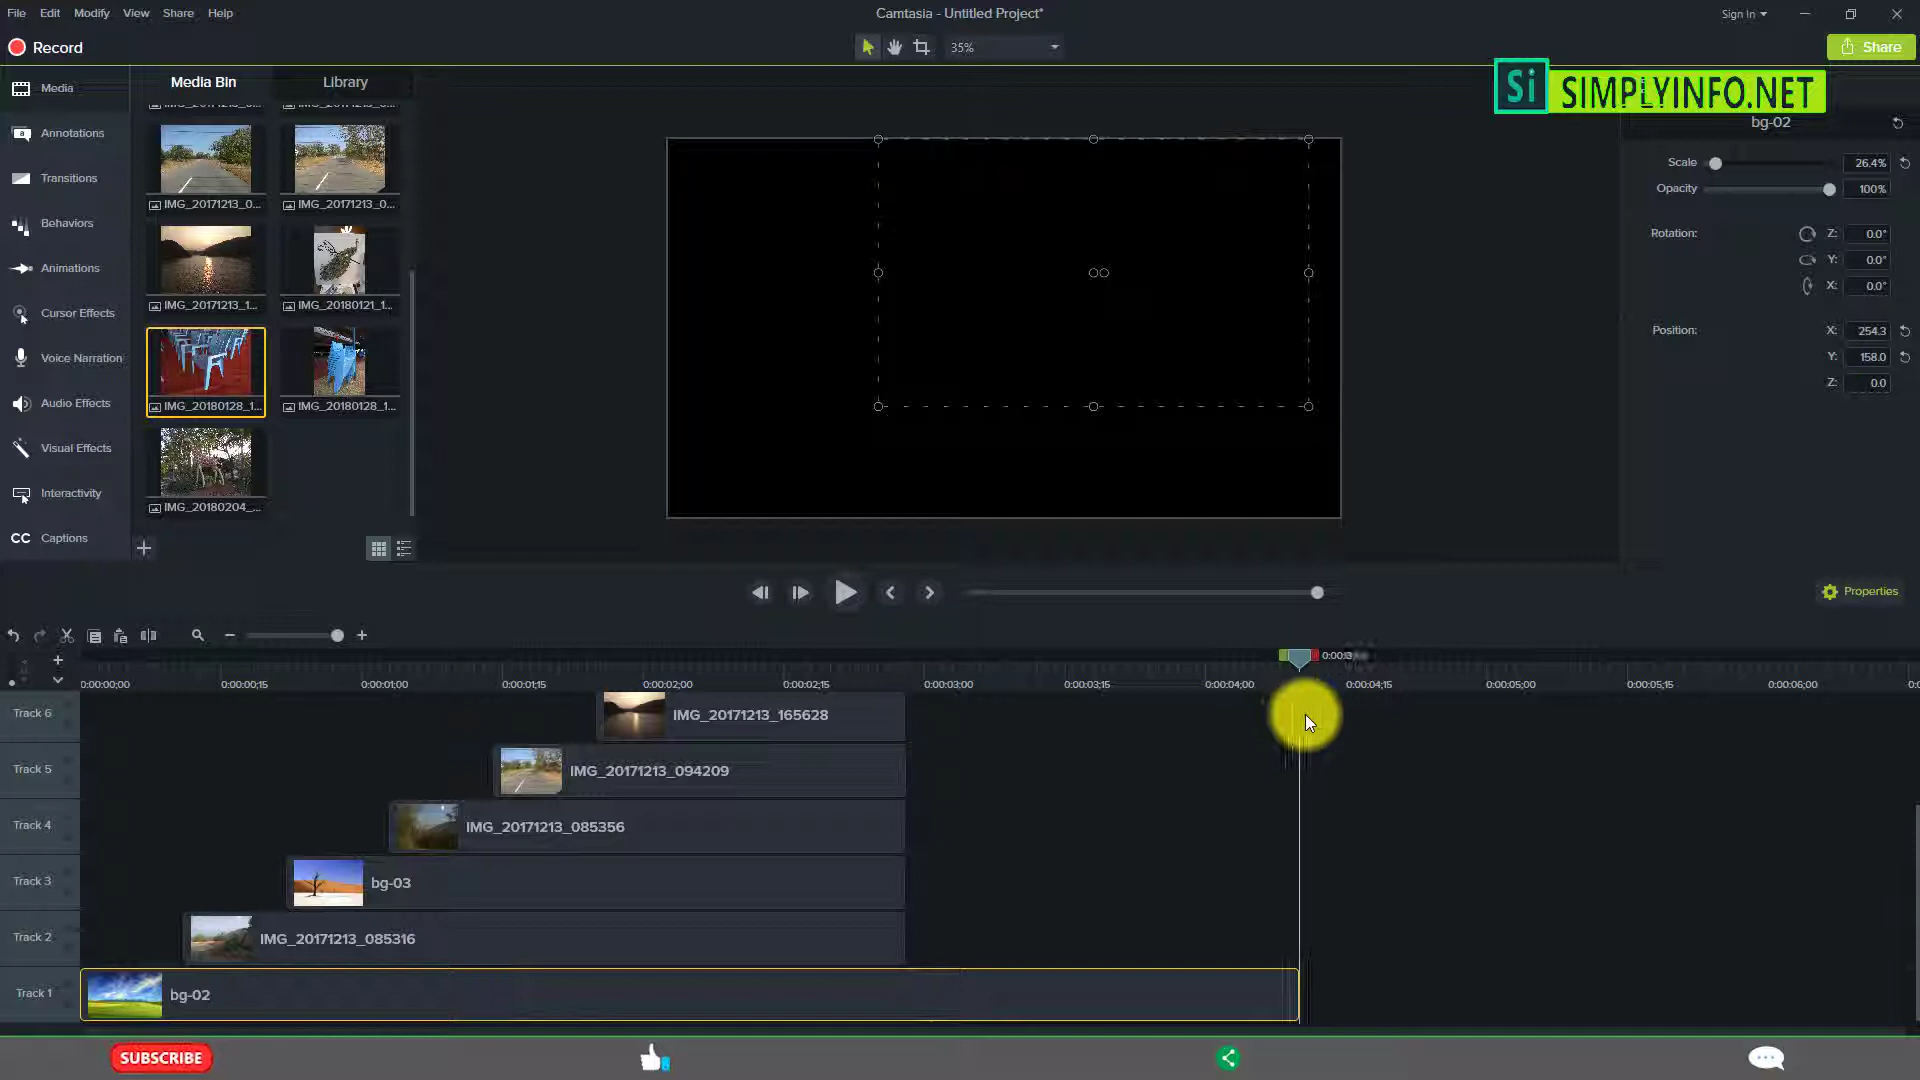 File Edit Modify View Share Help
Camtasia - Untitled Project*
Sign In
Record
35%
Share
Media
Media Bin
Library
Si SIMPLYINFO.NET
Annotations
bg-02
Scale 26.4%
Transitions
Opacity 100%
IMG_20171213_0...
IMG_20171213_0...
Behaviors
Rotation: Z: 0.0°
Y: 0.0°
Animations
X: 0.0°
IMG_20171213_1...
IMG_20180121_1...
Cursor Effects
Position: X: 254.3
Voice Narration
Y: 158.0
Z: 0.0
Audio Effects
IMG_20180128_1...
IMG_20180128_1...
Visual Effects
Interactivity
IMG_20180204_...
CC Captions
Properties
0:00:00;00 0:00:00;15 0:00:01;00 0:00:01;15 0:00:02;00 0:00:02;15 0:00:03;00 0:00:03;15 0:00:04;00 0:00:04;15 0:00:05;00 0:00:05;15 0:00:06;00
Track 6 IMG_20171213_165628
Track 5 IMG_20171213_094209
Track 4 IMG_20171213_085356
Track 3 bg-03
Track 2 IMG_20171213_085316
Track 1 bg-02
SUBSCRIBE